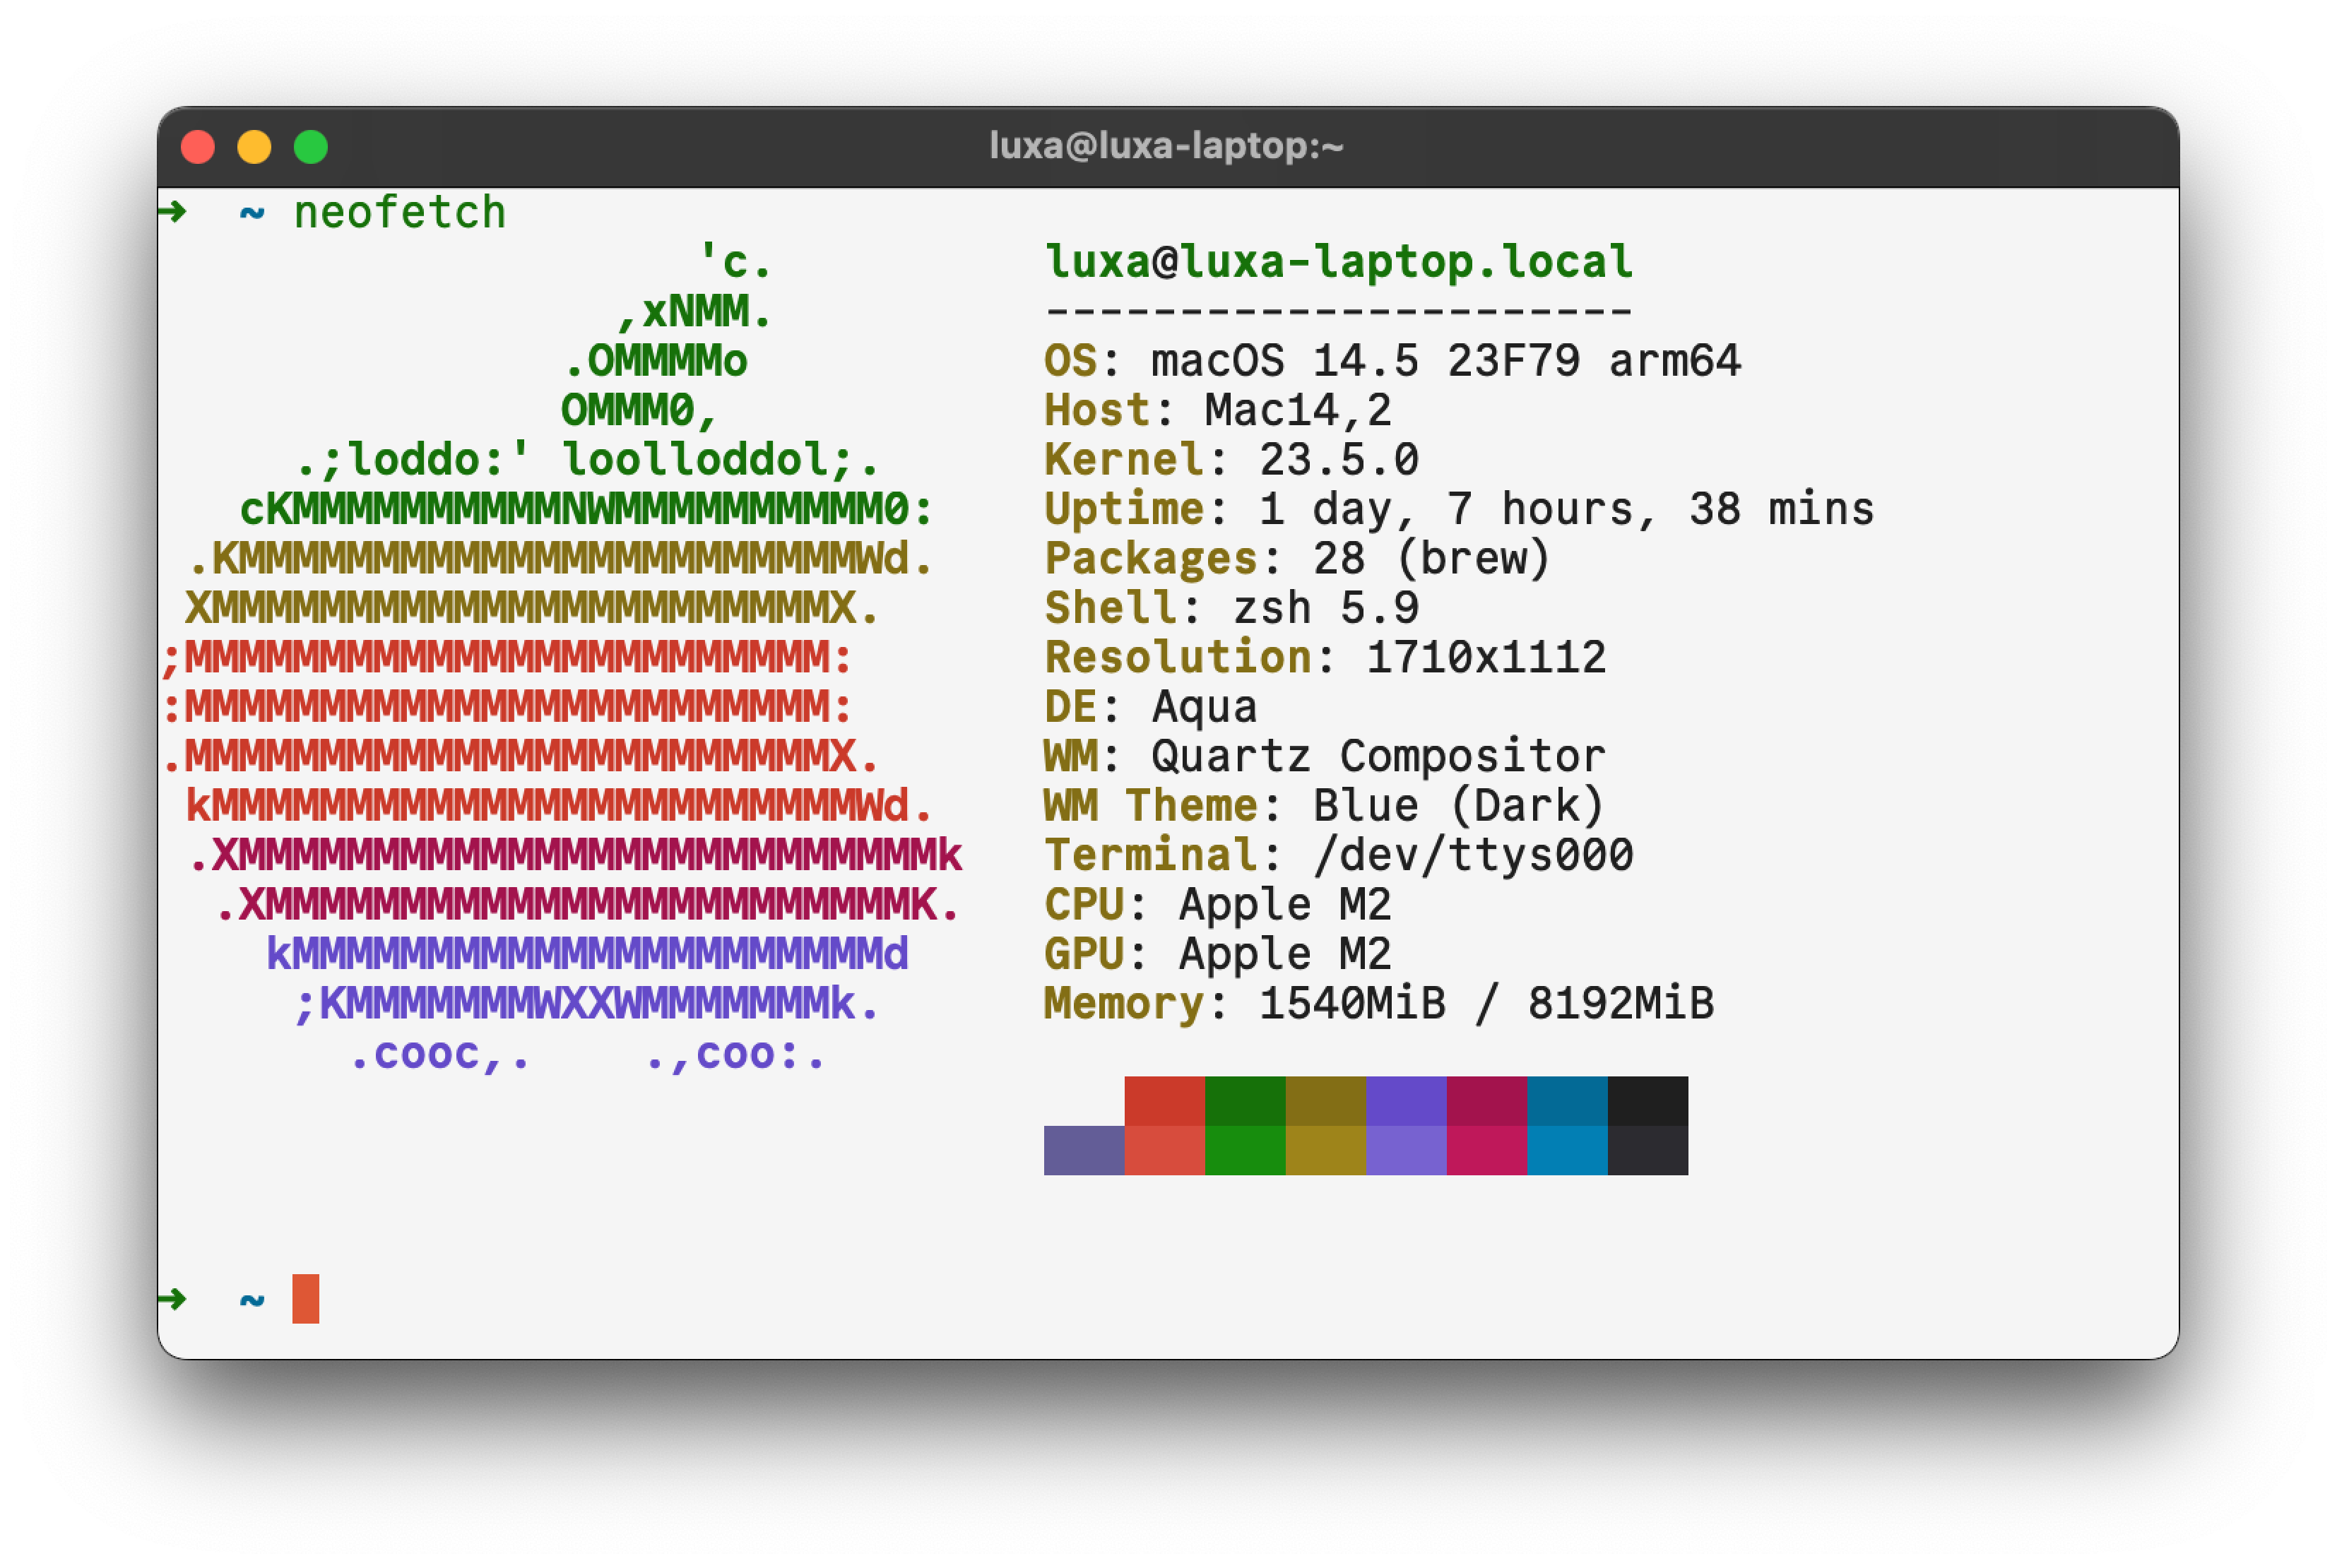 luxa@luxa-laptop:~
➜  ~ neofetch
                    'c.          luxa@luxa-laptop.local
                 ,xNMM.          ----------------------
               .OMMMMo           OS: macOS 14.5 23F79 arm64
               OMMM0,            Host: Mac14,2
     .;loddo:' loolloddol;.      Kernel: 23.5.0
   cKMMMMMMMMMMNWMMMMMMMMMM0:    Uptime: 1 day, 7 hours, 38 mins
 .KMMMMMMMMMMMMMMMMMMMMMMMWd.    Packages: 28 (brew)
 XMMMMMMMMMMMMMMMMMMMMMMMX.      Shell: zsh 5.9
;MMMMMMMMMMMMMMMMMMMMMMMM:       Resolution: 1710x1112
:MMMMMMMMMMMMMMMMMMMMMMMM:       DE: Aqua
.MMMMMMMMMMMMMMMMMMMMMMMMX.      WM: Quartz Compositor
 kMMMMMMMMMMMMMMMMMMMMMMMMWd.    WM Theme: Blue (Dark)
 .XMMMMMMMMMMMMMMMMMMMMMMMMMMk   Terminal: /dev/ttys000
  .XMMMMMMMMMMMMMMMMMMMMMMMMK.   CPU: Apple M2
    kMMMMMMMMMMMMMMMMMMMMMMd     GPU: Apple M2
     ;KMMMMMMMWXXWMMMMMMMk.      Memory: 1540MiB / 8192MiB
       .cooc,.    .,coo:.
➜  ~